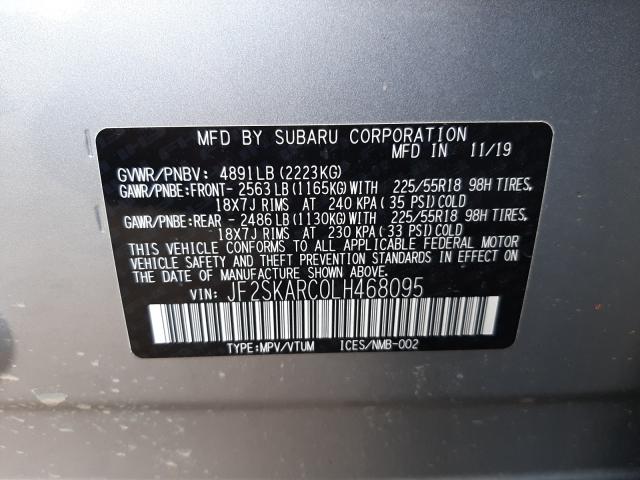 MFD BY SUBARU CORPORATION
MFD IN 11/19
GVWR/PNBV: 4891LB (2223KG)
GAWR/PNBE: FRONT- 2563LB (1165KG) WITH 225/55R18 98H TIRES,
18X7J RIMS AT 240 KPA (35 PSI) COLD
GAWR/PNBE: REAR - 2486LB (1130KG) WITH 225/55R18 98H TIRES,
18X7J RIMS AT 230 KPA (33 PSI) COLD
THIS VEHICLE CONFORMS TO ALL APPLICABLE FEDERAL MOTOR
VEHICLE SAFETY AND THEFT PREVENTION STANDARDS IN EFFECT ON
THE DATE OF MANUFACTURE SHOWN ABOVE.
VIN: JF2SKARC0LH468095
TYPE:MPV/VTUM ICES/NMB-002